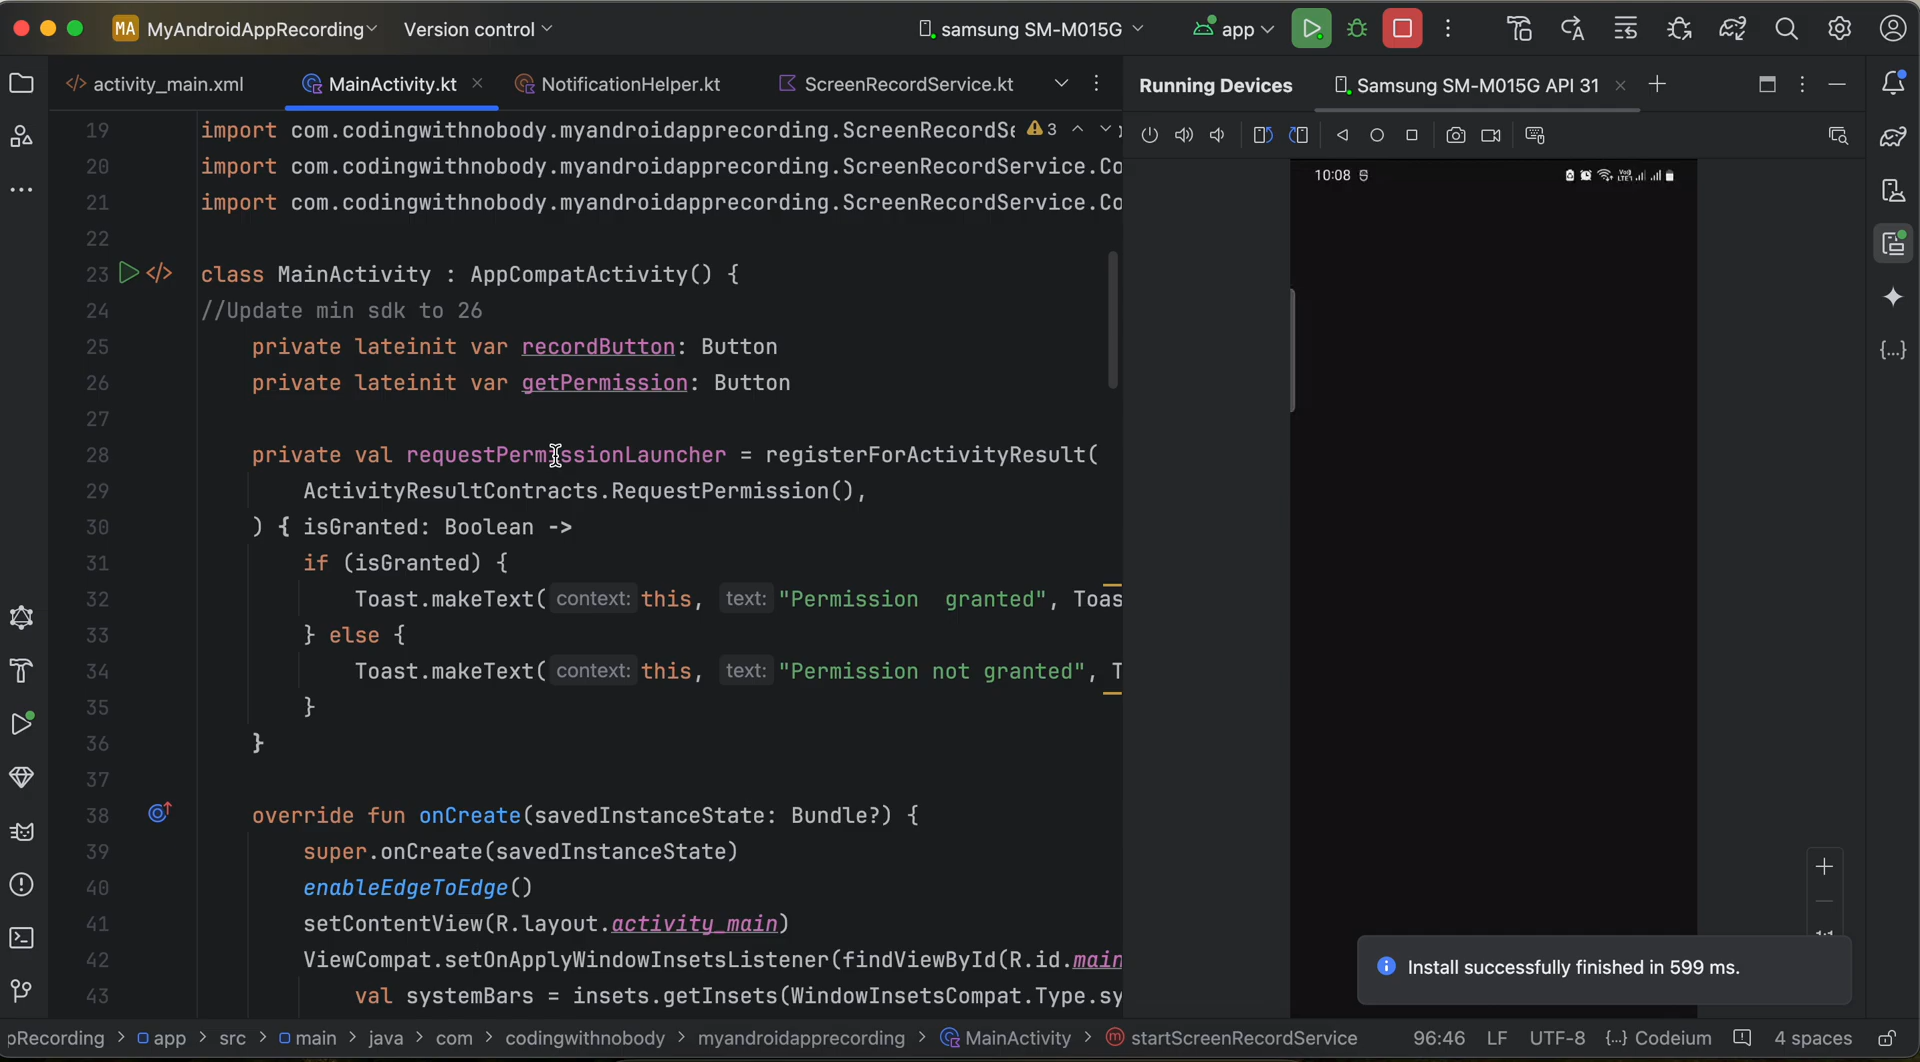 MA MyAndroidAppRecording Version control samsung SM-M015G app
activity_main.xml MainActivity.kt NotificationHelper.kt ScreenRecordService.kt Running Devices Samsung SM-M015G API 31
19 import com.codingwithnobody.myandroidapprecording.ScreenRecordSe 3
20 import com.codingwithnobody.myandroidapprecording.ScreenRecordService.Co
21 import com.codingwithnobody.myandroidapprecording.ScreenRecordService.Co
22
23 class MainActivity : AppCompatActivity() {
24 //Update min sdk to 26
25 private lateinit var recordButton: Button
26 private lateinit var getPermission: Button
27
28 private val requestPermissionLauncher = registerForActivityResult(
29 ActivityResultContracts.RequestPermission(),
30 ) { isGranted: Boolean ->
31 if (isGranted) {
32 Toast.makeText( context: this, text: "Permission  granted", Toas
33 } else {
34 Toast.makeText( context: this, text: "Permission not granted", T
35 }
36 }
37
38 override fun onCreate(savedInstanceState: Bundle?) {
39 super.onCreate(savedInstanceState)
40 enableEdgeToEdge()
41 setContentView(R.layout.activity_main)
42 ViewCompat.setOnApplyWindowInsetsListener(findViewById(R.id.main
43 val systemBars = insets.getInsets(WindowInsetsCompat.Type.sy
10:08
Install successfully finished in 599 ms.
pRecording > app > src > main > java > com > codingwithnobody > myandroidapprecording > MainActivity > startScreenRecordService 96:46 LF UTF-8 {...} Codeium 4 spaces